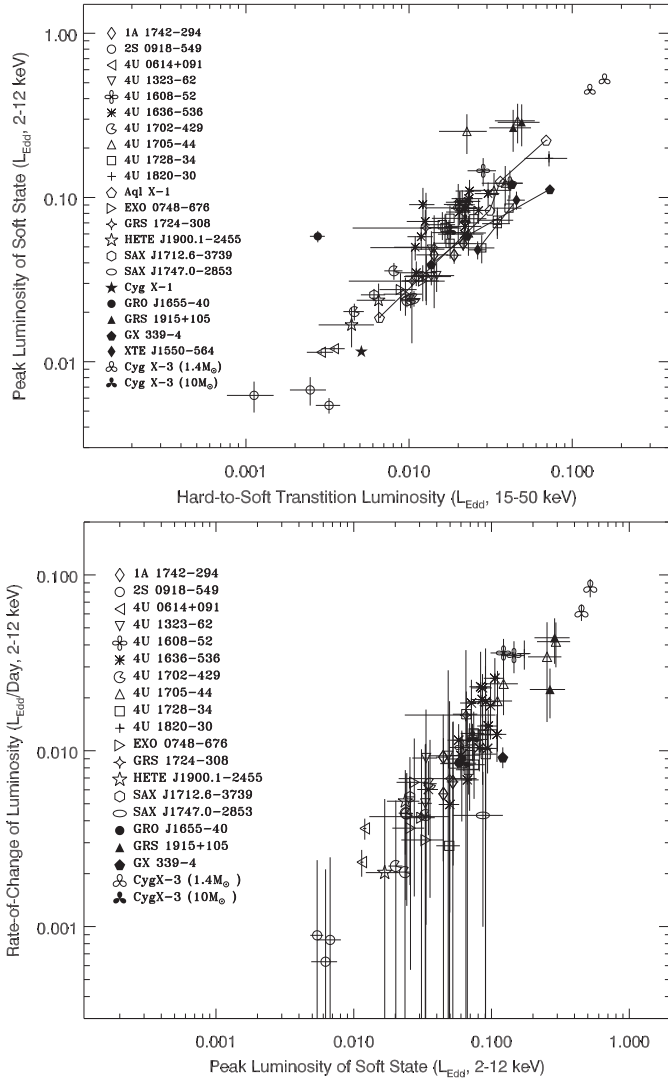 Peak Luminosity of Soft State (L_Edd, 2-12 keV)
1.00
0.10
0.01
1A 1742-294
2S 0918-549
4U 0614+091
4U 1323-62
4U 1608-52
4U 1636-536
4U 1702-429
4U 1705-44
4U 1728-34
4U 1820-30
Aql X-1
EXO 0748-676
GRS 1724-308
HETE J1900.1-2455
SAX J1712.6-3739
SAX J1747.0-2853
Cyg X-1
GRO J1655-40
GRS 1915+105
GX 339-4
XTE J1550-564
Cyg X-3 (1.4M☉)
Cyg X-3 (10M☉)
0.001 0.010 0.100
Hard-to-Soft Transtition Luminosity (L_Edd, 15-50 keV)
Rate-of-Change of Luminosity (L_Edd/Day, 2-12 keV)
0.100
0.010
0.001
1A 1742-294
2S 0918-549
4U 0614+091
4U 1323-62
4U 1608-52
4U 1636-536
4U 1702-429
4U 1705-44
4U 1728-34
4U 1820-30
EXO 0748-676
GRS 1724-308
HETE J1900.1-2455
SAX J1712.6-3739
SAX J1747.0-2853
GRO J1655-40
GRS 1915+105
GX 339-4
CygX-3 (1.4M☉ )
CygX-3 (10M☉ )
0.001 0.010 0.100 1.000
Peak Luminosity of Soft State (L_Edd, 2-12 keV)